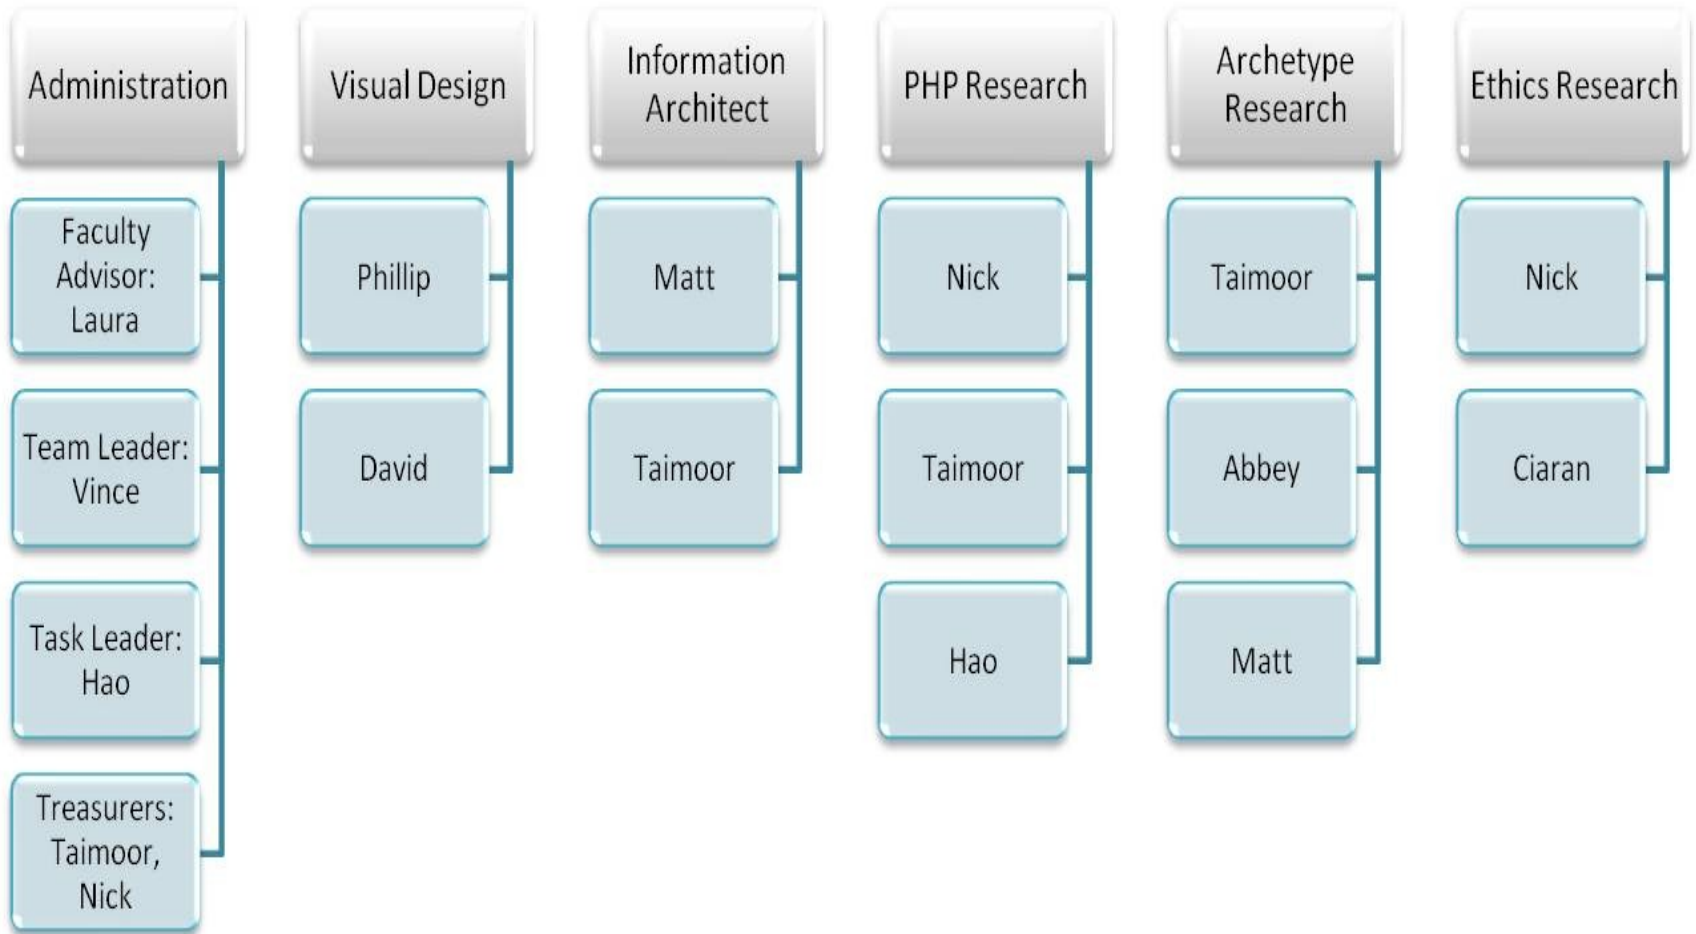 Administration
Faculty
Advisor:
Laura
Team Leader:
Vince
Task Leader:
Hao
Treasurers:
Taimoor,
Nick
Visual Design
Phillip
David
Information
Architect
Matt
Taimoor
PHP Research
Nick
Taimoor
Hao
Archetype
Research
Taimoor
Abbey
Matt
Ethics Research
Nick
Ciaran